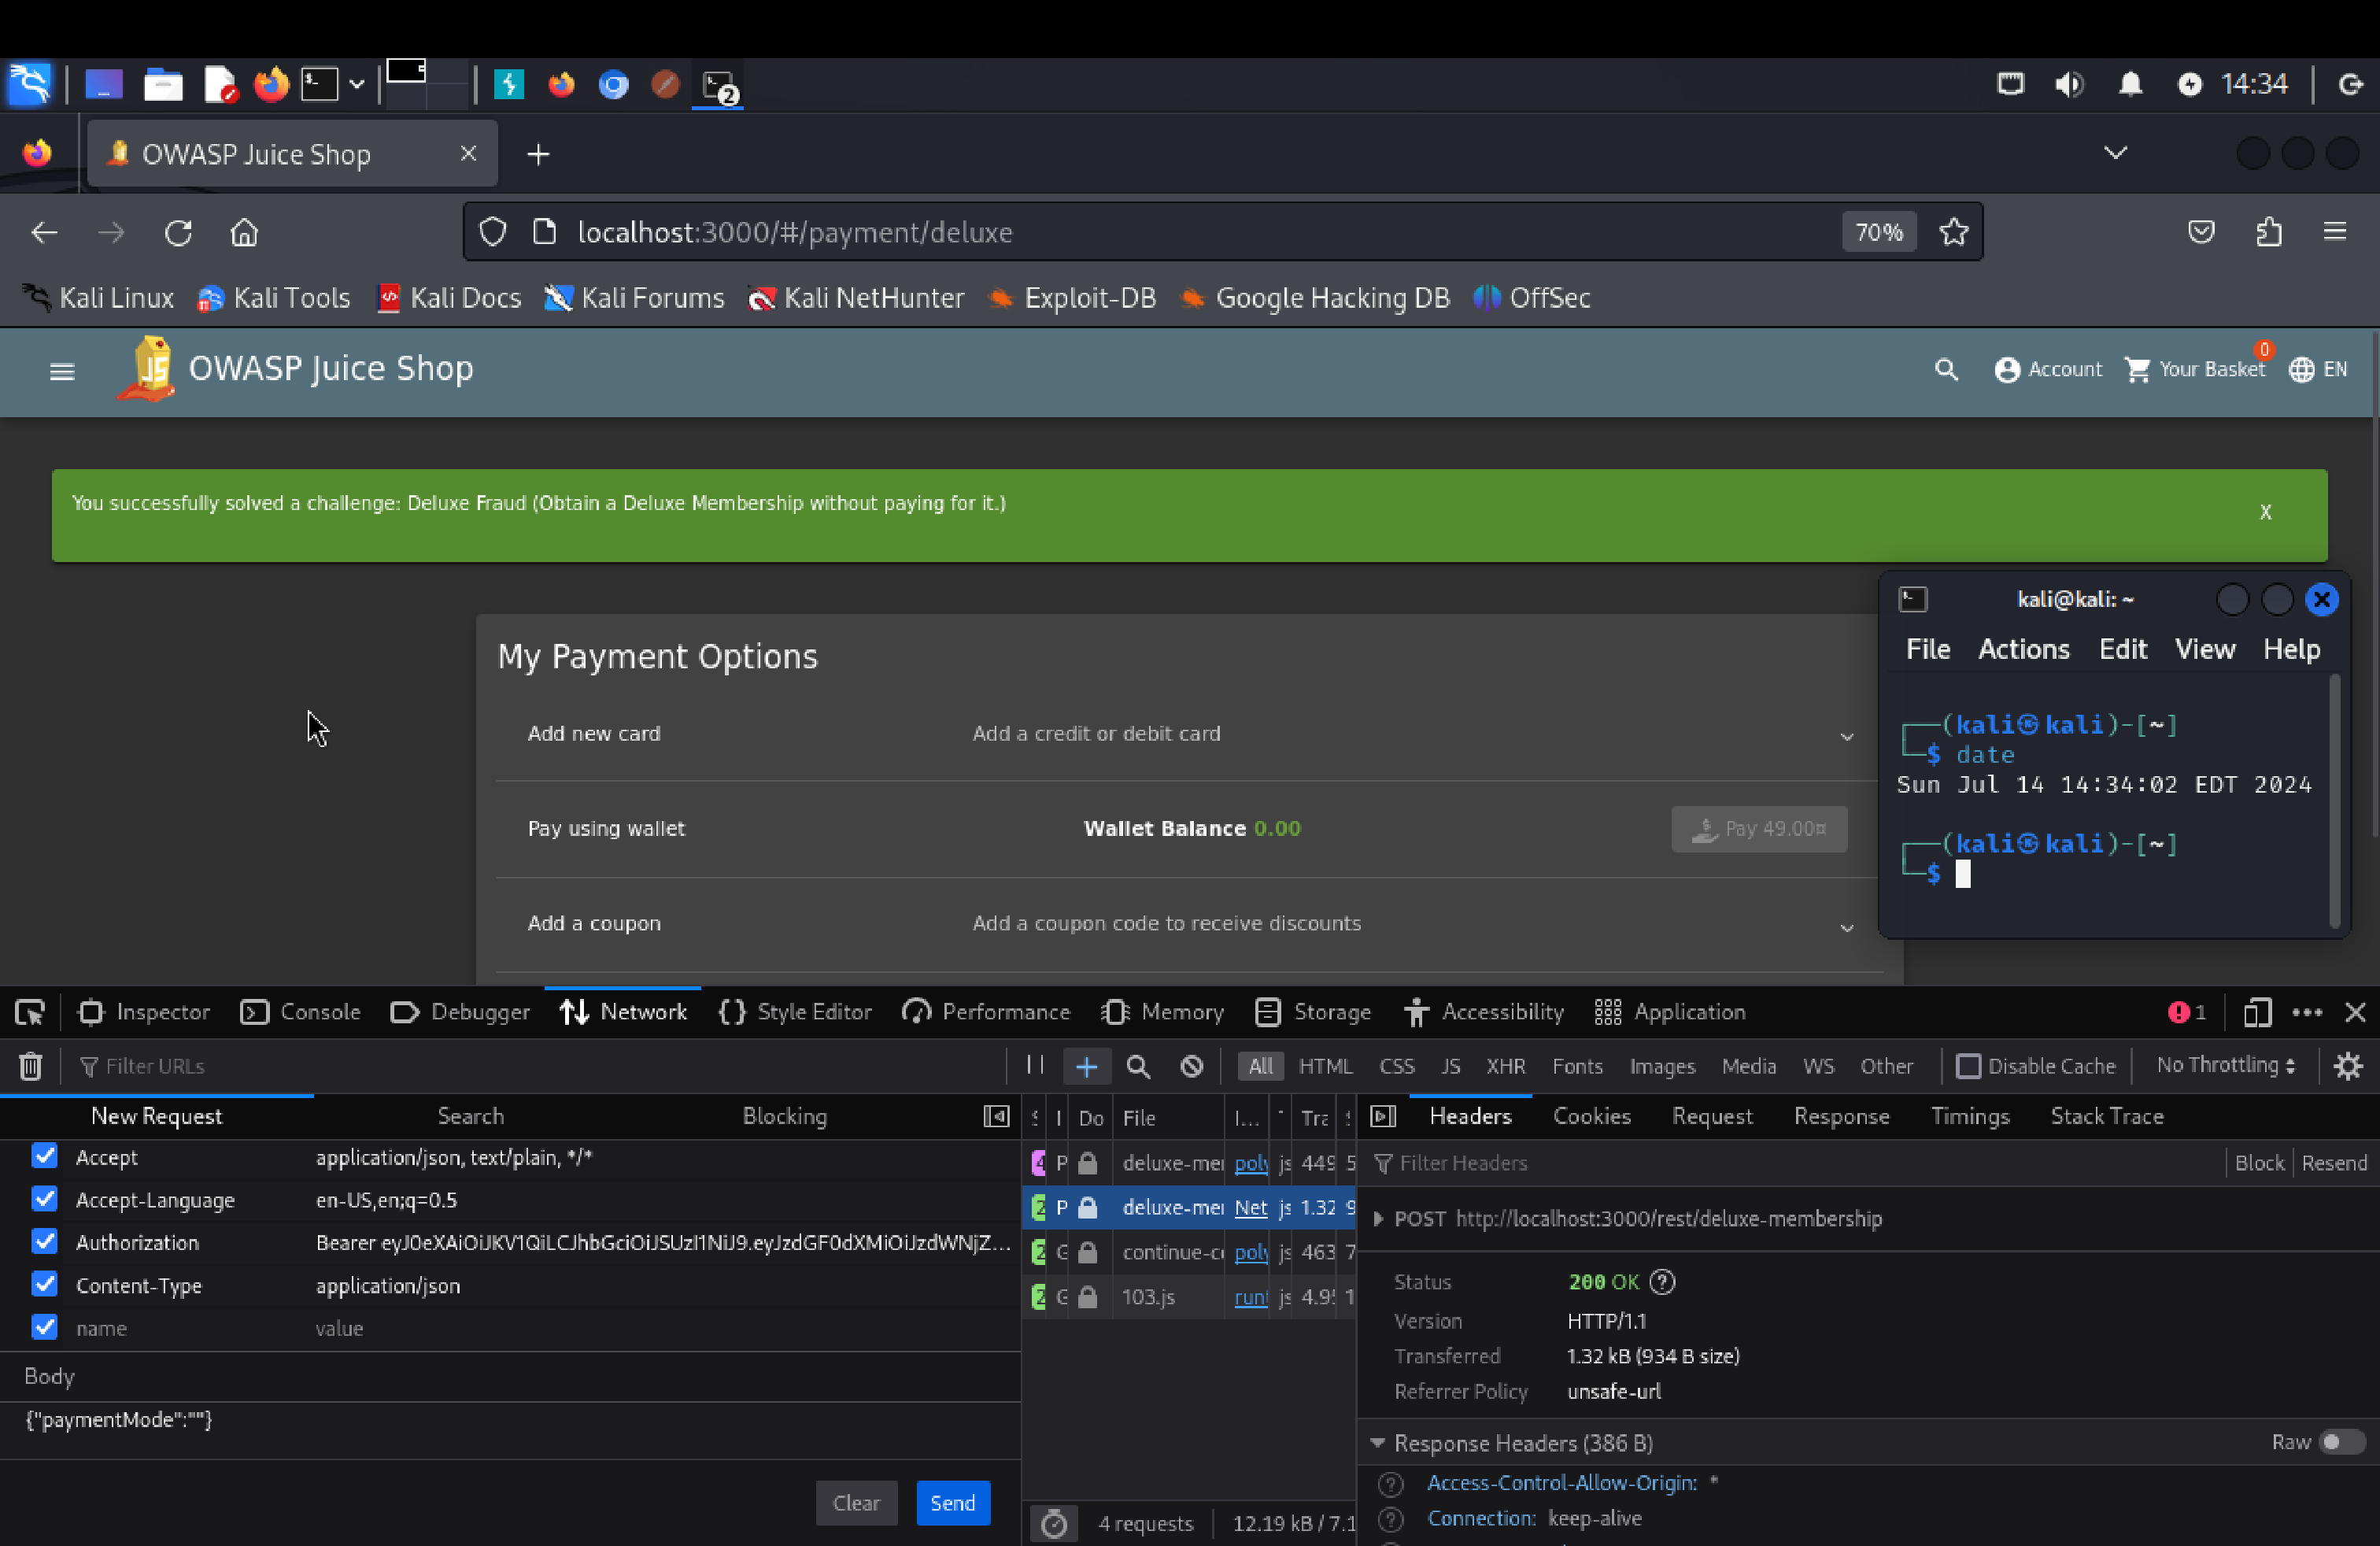 14:34
OWASP Juice Shop
localhost:3000/#/payment/deluxe
70%
Kali Linux Kali Tools Kali Docs Kali Forums Kali NetHunter Exploit-DB Google Hacking DB OffSec
OWASP Juice Shop
Account Your Basket 0 EN
You successfully solved a challenge: Deluxe Fraud (Obtain a Deluxe Membership without paying for it.)
X
My Payment Options
Add new card Add a credit or debit card
Pay using wallet Wallet Balance 0.00 Pay 49.00¤
Add a coupon Add a coupon code to receive discounts
kali@kali: ~
File Actions Edit View Help
┌──(kali㉿kali)-[~]
└─$ date
Sun Jul 14 14:34:02 EDT 2024
┌──(kali㉿kali)-[~]
└─$
Inspector Console Debugger Network Style Editor Performance Memory Storage Accessibility Application 1
Filter URLs
All HTML CSS JS XHR Fonts Images Media WS Other Disable Cache No Throttling
New Request Search Blocking
Accept application/json, text/plain, */*
Accept-Language en-US,en;q=0.5
Authorization Bearer eyJ0eXAiOiJKV1QiLCJhbGciOiJSUzI1NiJ9.eyJzdGF0dXMiOiJzdWNjZ...
Content-Type application/json
name value
Body
{"paymentMode":""}
Clear Send
Do File I...
deluxe-me js 449 5
P deluxe-me Net js 1.32 9
continue-c js 463 7
103.js js 1
4 requests 12.19 kB / 7.1
Headers Cookies Request Response Timings Stack Trace
Filter Headers Block Resend
POST http://localhost:3000/rest/deluxe-membership
Status 200 OK
Version HTTP/1.1
Transferred 1.32 kB (934 B size)
Referrer Policy unsafe-url
Response Headers (386 B) Raw
Access-Control-Allow-Origin: *
Connection: keep-alive